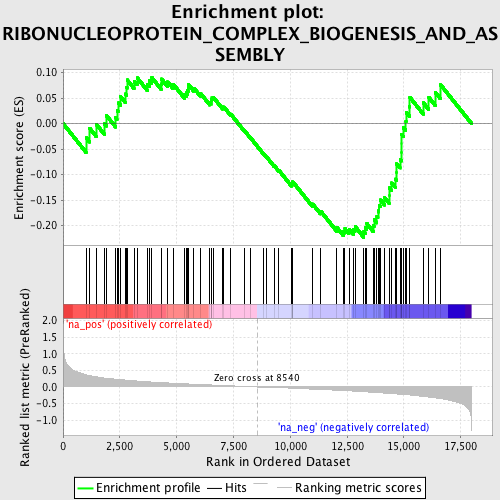 Enrichment plot:
RIBONUCLEOPROTEIN_COMPLEX_BIOGENESIS_AND_AS
SEMBLY
Enrichment score (ES)
0.10
0.05
0.00
-0.05
-0.10
-0.15
-0.20
'na_pos' (positively correlated)
Ranked list metric (PreRanked)
2.0
1.5
1.0
0.5
0.0
-0.5
-1.0
Zero cross at 8540
'na_neg' (negatively correlated)
0
2,500
5,000
7,500
10,000
12,500
15,000
17,500
Rank in Ordered Dataset
Enrichment profile
Hits
Ranking metric scores